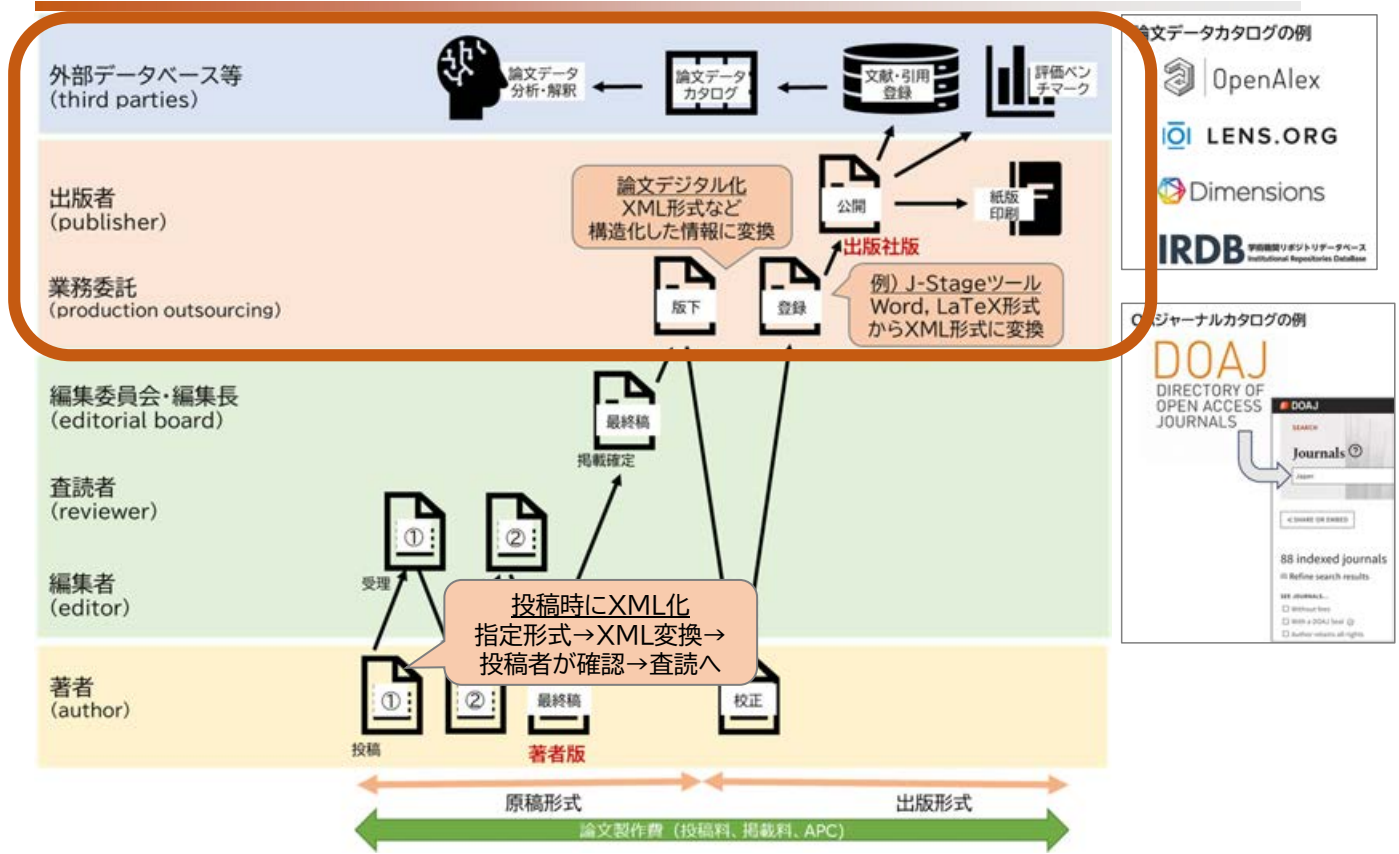 外部データベース等
(third parties)
論文データ
分析・解釈
論文データ
カタログ
文献・引用
登録
評価ベン
チマーク
出版者
(publisher)
論文デジタル化
XML形式など
構造化した情報に変換
公開
出版社版
紙版
印刷
業務委託
(production outsourcing)
版下
登録
例) J-Stageツール
Word, LaTeX形式
からXML形式に変換
編集委員会・編集長
(editorial board)
最終稿
掲載確定
査読者
(reviewer)
①
②
受理
編集者
(editor)
投稿時にXML化
指定形式→XML変換→
投稿者が確認→査読へ
著者
(author)
①
②
最終稿
校正
投稿
著者版
原稿形式
出版形式
論文製作費(投稿料、掲載料、APC)
文データカタログの例
OpenAlex
LENS.ORG
Dimensions
IRDB
学術機関リポジトリデータベース
Institutional Repositories DataBase
ジャーナルカタログの例
DOAJ
DIRECTORY OF
OPEN ACCESS
JOURNALS
DOAJ
SEARCH
Journals
Japan
SHARE OR EMBED
88 indexed journals
Refine search results
SEE JOURNALS...
Without fees
With a DOAJ Seal
Author retains all rights